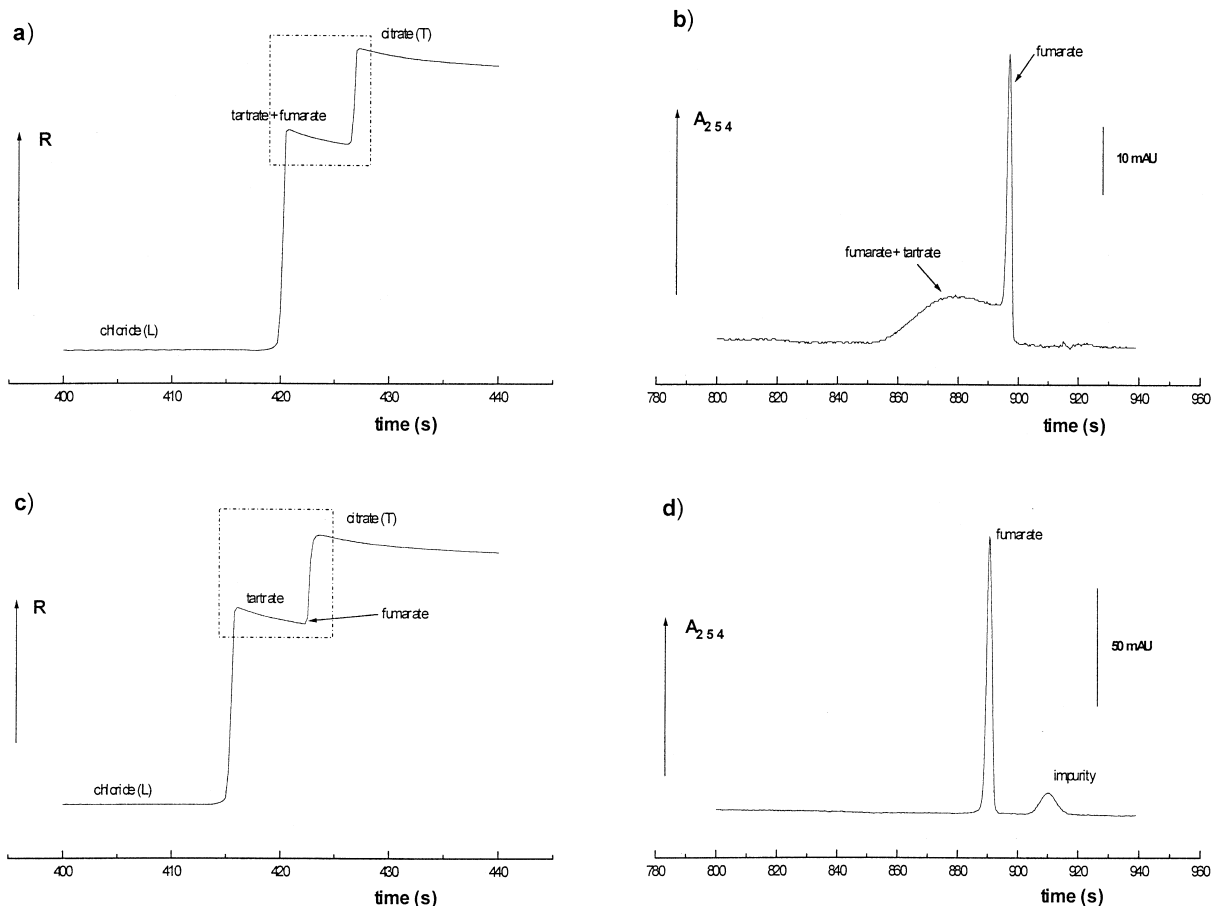 a)
citrate (T)
tartrate + fumarate
R
chloride (L)
400 410 420 430 440
time (s)
b)
fumarate
A254
10 mAU
fumarate + tartrate
780 800 820 840 860 880 900 920 940 960
time (s)
c)
citrate (T)
tartrate
R
fumarate
chloride (L)
400 410 420 430 440
time (s)
d)
fumarate
A254
50 mAU
impurity
780 800 820 840 860 880 900 920 940 960
time (s)